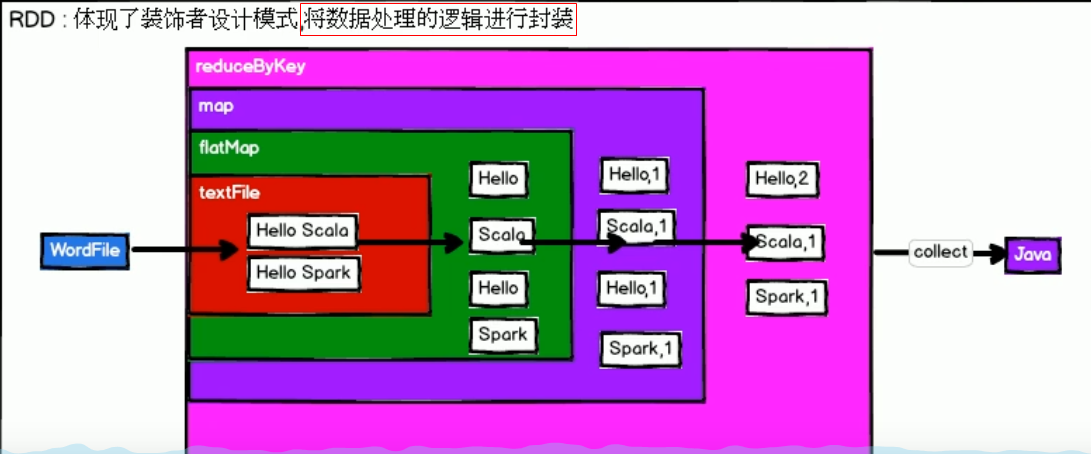 RDD : 体现了装饰者设计模式,将数据处理的逻辑进行封装
reduceByKey
map
flatMap
textFile
WordFile
Hello Scala
Hello Spark
Hello
Scala
Hello
Spark
Hello,1
Scala,1
Hello,1
Spark,1
Hello,2
Scala,1
Spark,1
collect
Java